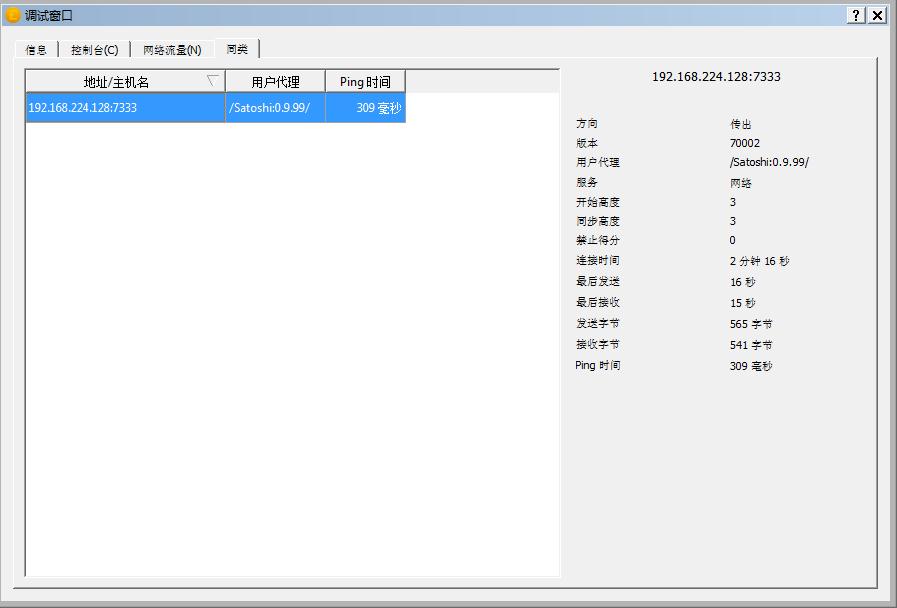 调试窗口
信息 控制台(C) 网络流量(N) 同类
地址/主机名 用户代理 Ping 时间
192.168.224.128:7333 /Satoshi:0.9.99/ 309 毫秒
192.168.224.128:7333
方向 传出
版本 70002
用户代理 /Satoshi:0.9.99/
服务 网络
开始高度 3
同步高度 3
禁止得分 0
连接时间 2 分钟 16 秒
最后发送 16 秒
最后接收 15 秒
发送字节 565 字节
接收字节 541 字节
Ping 时间 309 毫秒